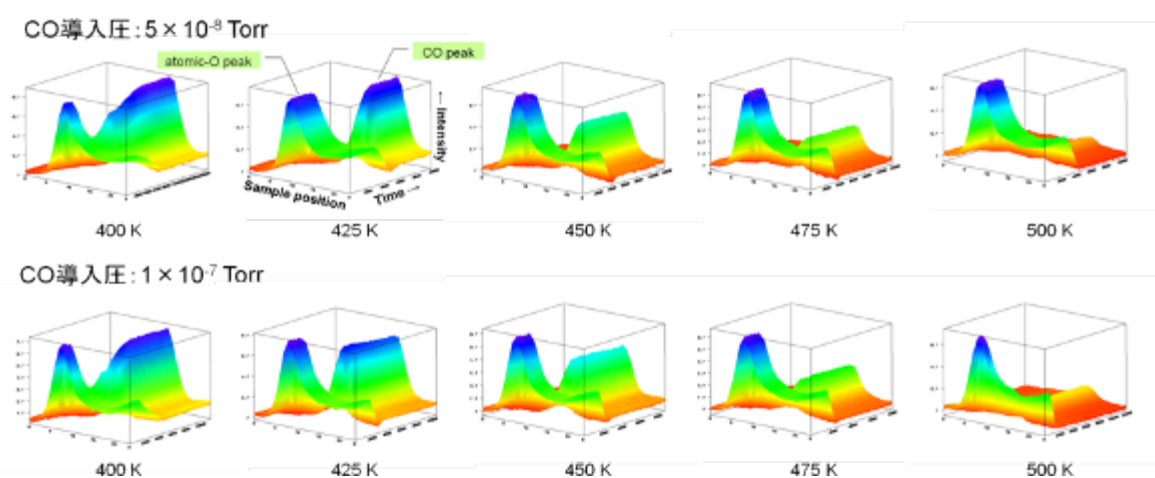 CO導入圧:5×10-8 Torr
atomic-O peak
CO peak
← Intensity
Sample position
Time →
400 K
425 K
450 K
475 K
500 K
CO導入圧:1×10-7 Torr
400 K
425 K
450 K
475 K
500 K